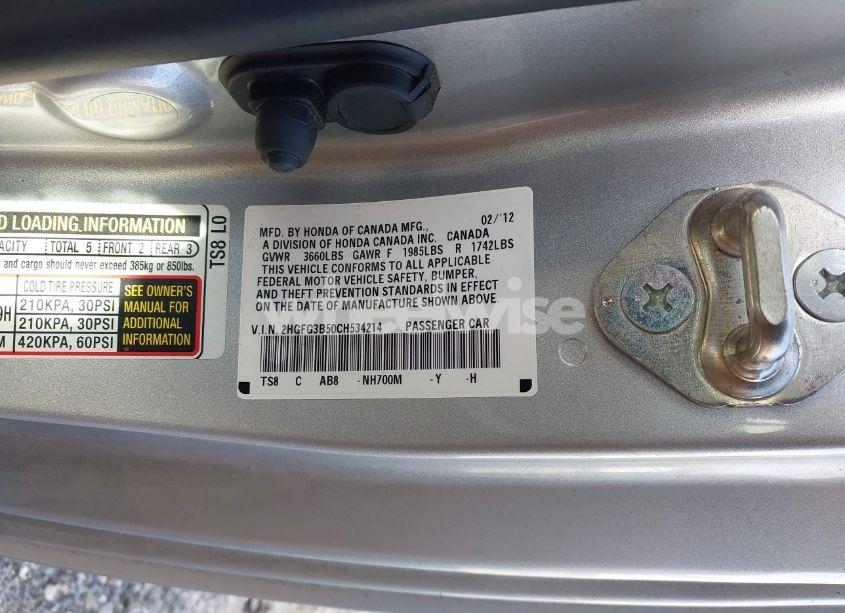 D LOADING INFORMATION
ACITY TOTAL 5 FRONT 2 REAR 3
s and cargo should never exceed 385kg or 850lbs.
COLD TIRE PRESSURE
9H 210KPA, 30PSI
210KPA, 30PSI
M 420KPA, 60PSI
SEE OWNER'S
MANUAL FOR
ADDITIONAL
INFORMATION
TS8 L0
MFD. BY HONDA OF CANADA MFG., 02/'12
A DIVISION OF HONDA CANADA INC. CANADA
GVWR 3660LBS GAWR F 1985LBS R 1742LBS
THIS VEHICLE CONFORMS TO ALL APPLICABLE
FEDERAL MOTOR VEHICLE SAFETY, BUMPER,
AND THEFT PREVENTION STANDARDS IN EFFECT
ON THE DATE OF MANUFACTURE SHOWN ABOVE.
V.I.N. 2HGFG3B50CH534214 PASSENGER CAR
TS8 C AB8 -NH700M -Y -H